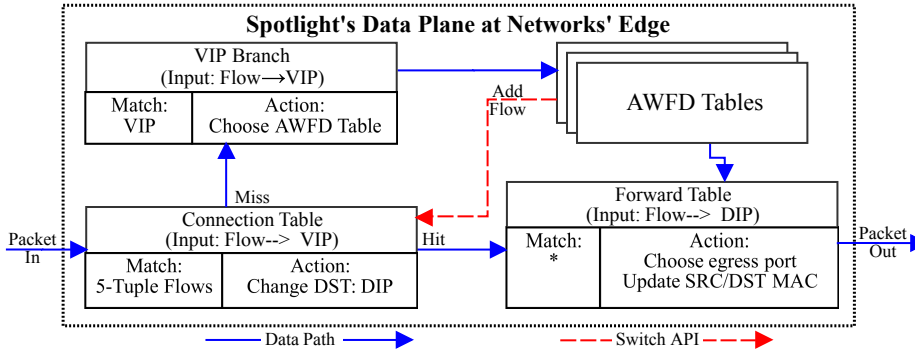 Spotlight's Data Plane at Networks' Edge
VIP Branch
(Input: Flow→VIP)
Match:
VIP
Action:
Choose AWFD Table
Add
Flow
AWFD Tables
Miss
Packet
In
Connection Table
(Input: Flow--> VIP)
Match:
5-Tuple Flows
Action:
Change DST: DIP
Hit
Forward Table
(Input: Flow--> DIP)
Match:
*
Action:
Choose egress port
Update SRC/DST MAC
Packet
Out
Data Path
Switch API